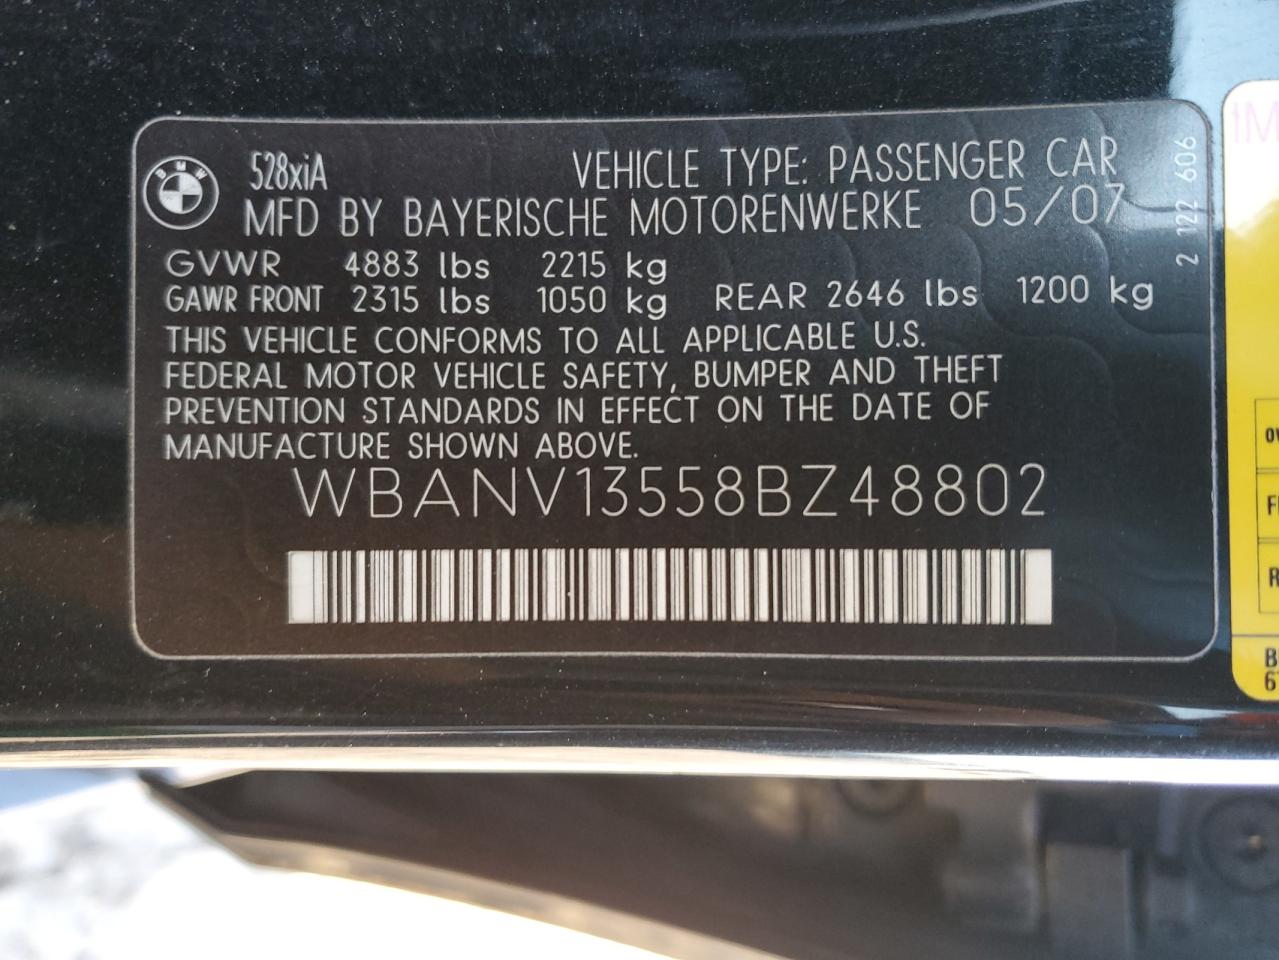 BMW
528xiA VEHICLE TYPE: PASSENGER CAR
MFD BY BAYERISCHE MOTORENWERKE 05/07
GVWR 4883 lbs 2215 kg
GAWR FRONT 2315 lbs 1050 kg REAR 2646 lbs 1200 kg
THIS VEHICLE CONFORMS TO ALL APPLICABLE U.S.
FEDERAL MOTOR VEHICLE SAFETY, BUMPER AND THEFT
PREVENTION STANDARDS IN EFFECT ON THE DATE OF
MANUFACTURE SHOWN ABOVE.
WBANV13558BZ48802
2 122 606